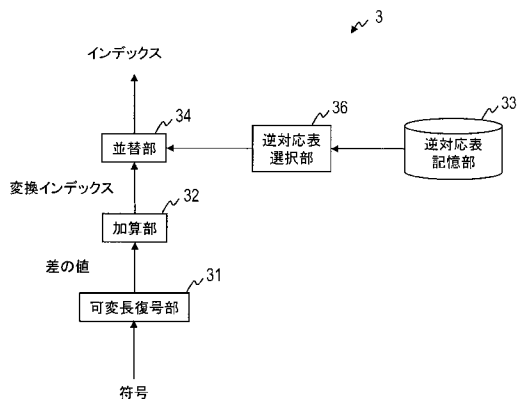 3
インデックス
34
並替部
36
逆対応表
選択部
33
逆対応表
記憶部
変換インデックス
32
加算部
差の値
31
可変長復号部
符号